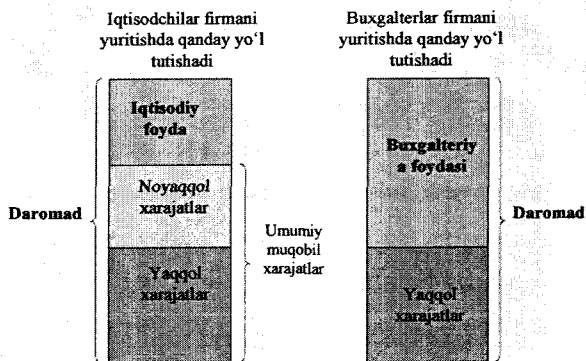 Iqtisodchilar firmani
yuritishda qanday yo‘l
tutishadi
Buxgalterlar firmani
yuritishda qanday yo‘l
tutishadi
Iqtisodiy
foyda
Noyaqqol
xarajatlar
Yaqqol
xarajatlar
Daromad
Umumiy
muqobil
xarajatlar
Buxgalteriy
a foydasi
Yaqqol
xarajatlar
Daromad